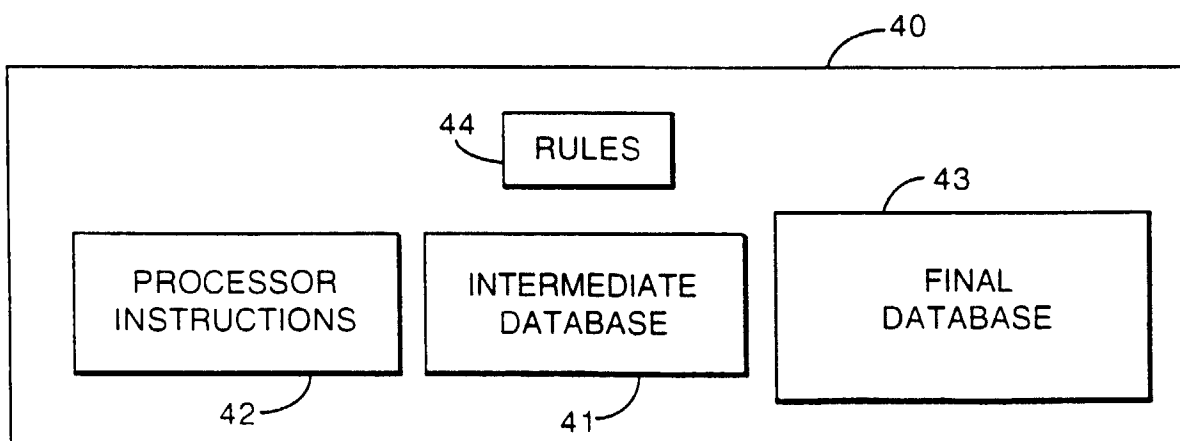 40
44
RULES
43
PROCESSOR
INSTRUCTIONS
INTERMEDIATE
DATABASE
FINAL
DATABASE
42
41